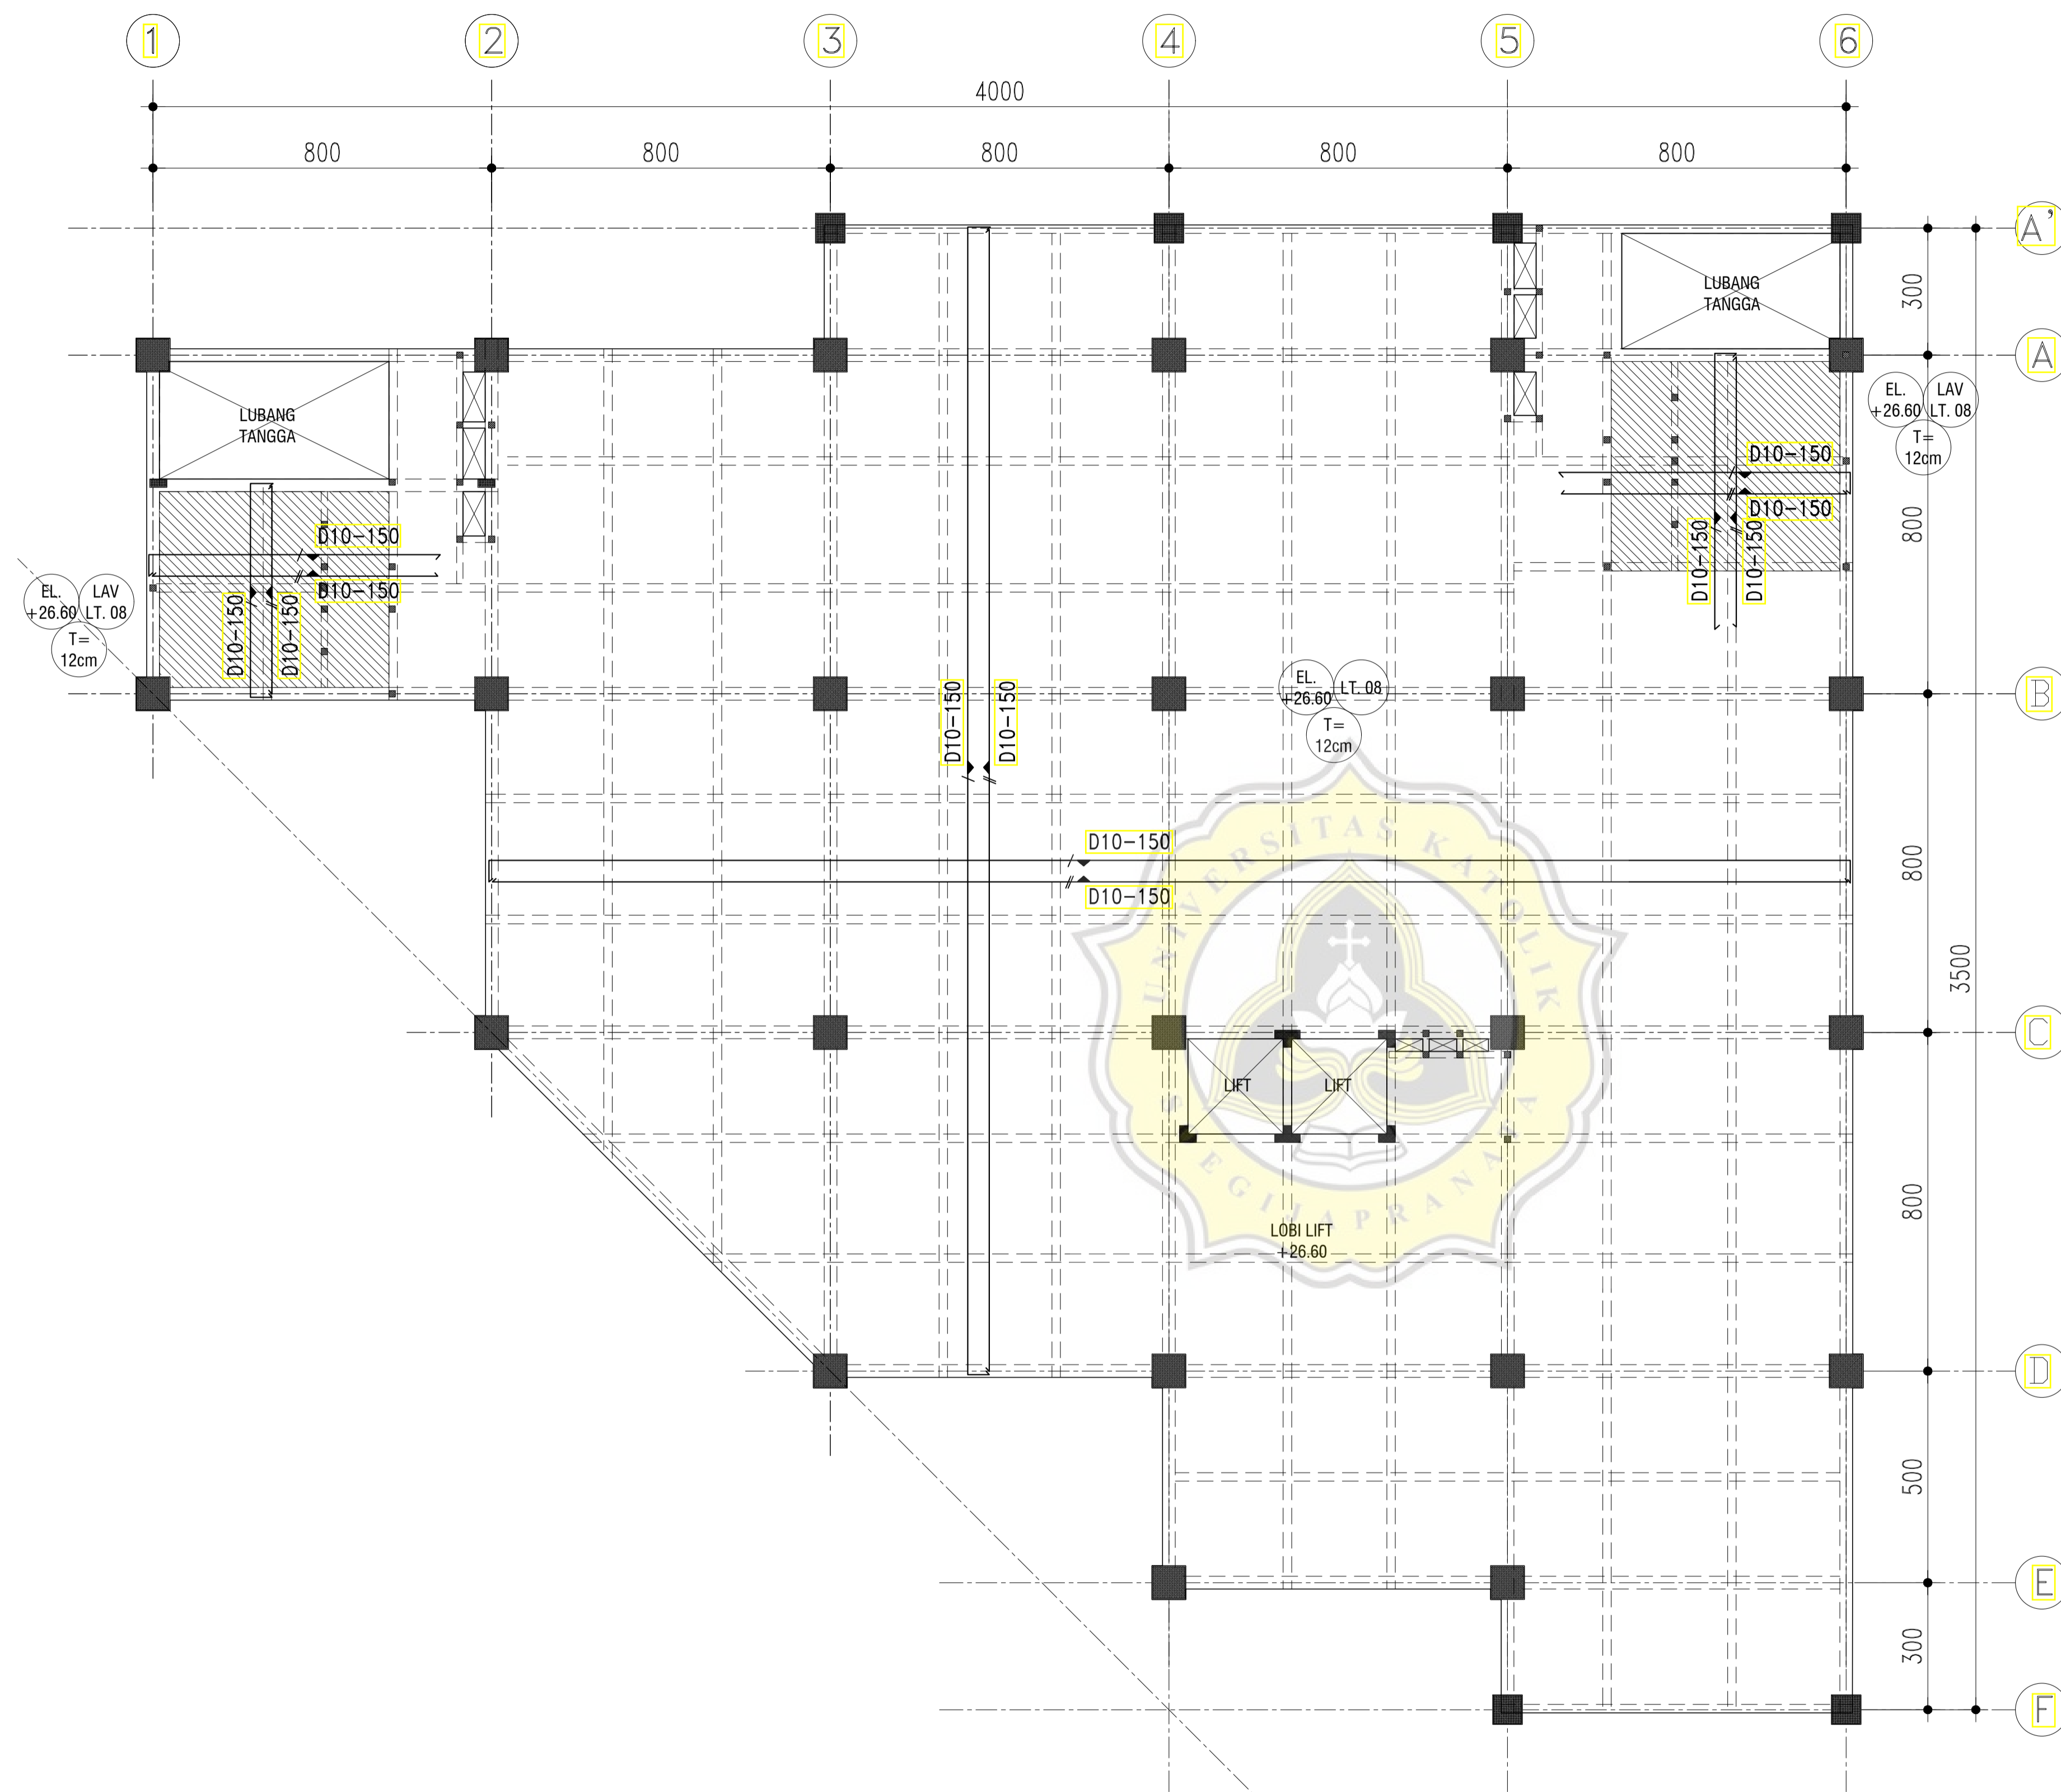 1
2
3
4
5
6
4000
800
800
800
800
800
A'
300
LUBANG
TANGGA
A
EL.
+26.60
LAV
LT. 08
T=
12cm
LUBANG
TANGGA
D10-150
D10-150
D10-150
D10-150
800
D10-150
D10-150
D10-150
D10-150
EL.
+26.60
LAV
LT. 08
T=
12cm
B
EL.
+26.60
LT. 08
T=
12cm
D10-150
D10-150
D10-150
D10-150
800
UNIVERSITAS KATOLIK
SOEGIJAPRANATA
3500
C
LIFT
LIFT
800
LOBI LIFT
+26.60
D
500
E
300
F